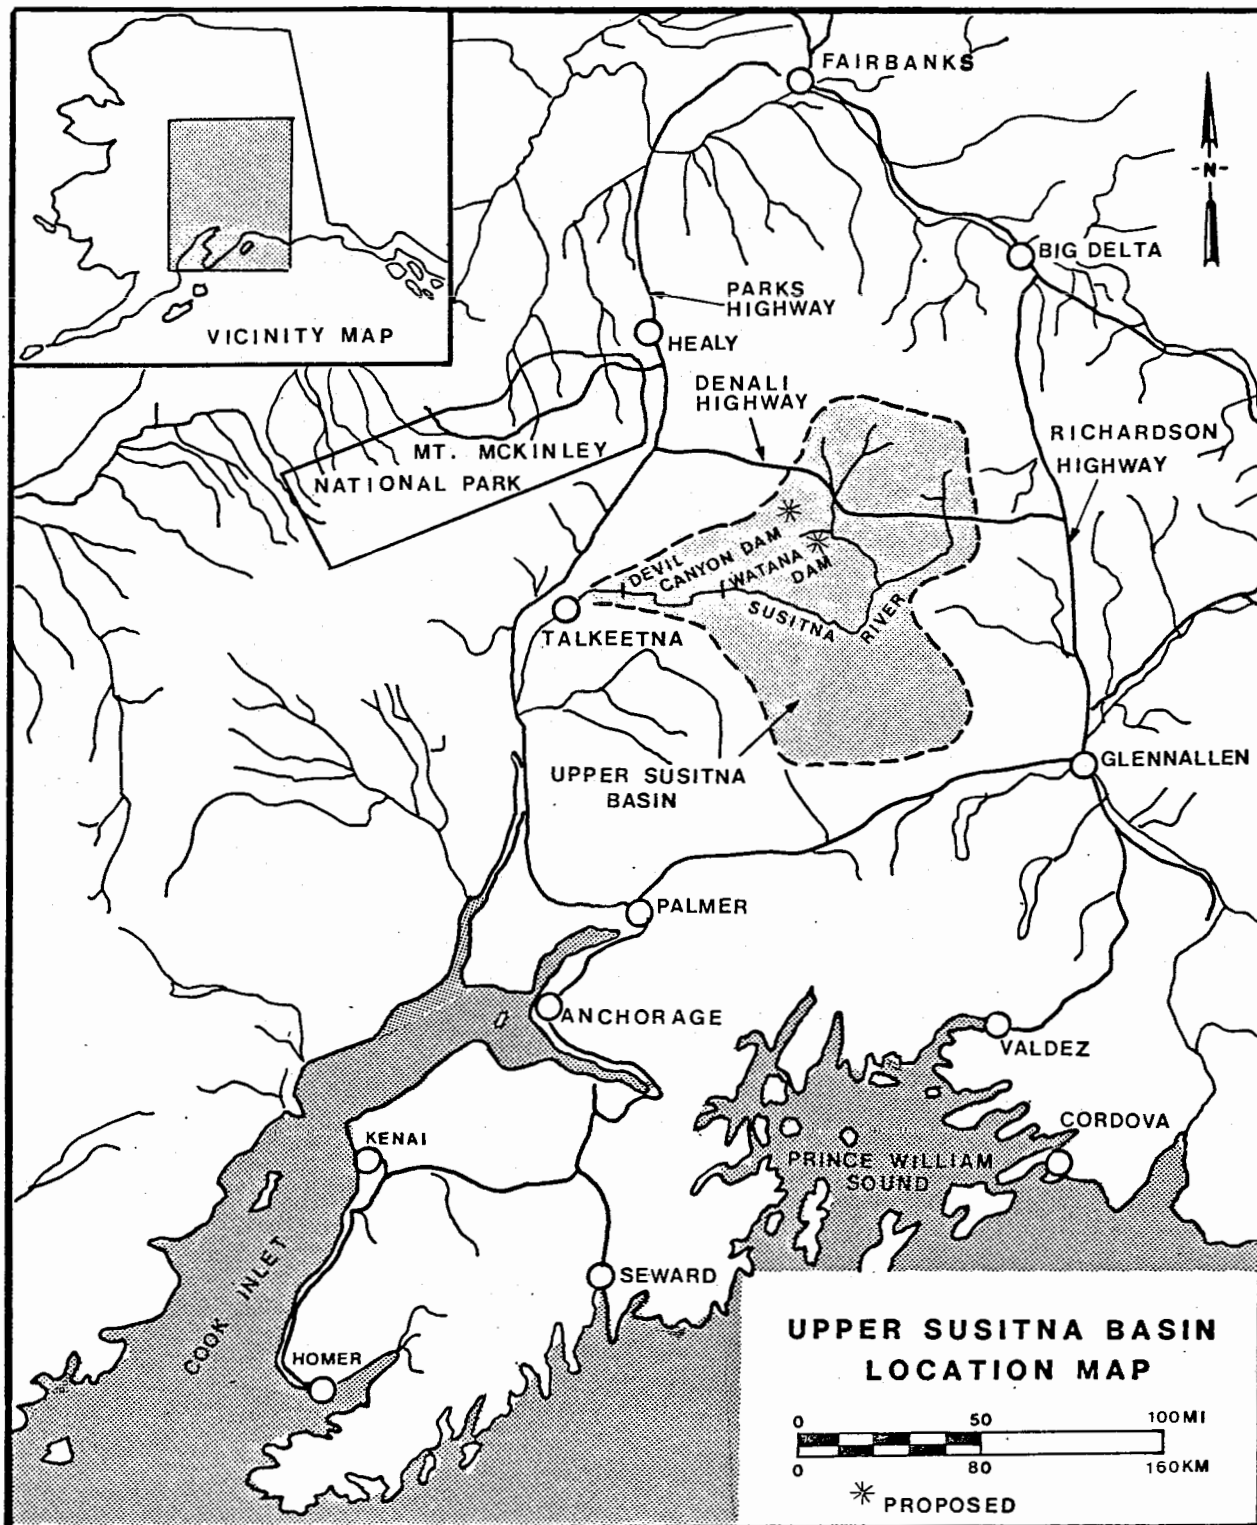 VICINITY MAP
FAIRBANKS
-N-
BIG DELTA
PARKS
HIGHWAY
HEALY
DENALI
HIGHWAY
RICHARDSON
HIGHWAY
MT. MCKINLEY
NATIONAL PARK
DEVIL
CANYON DAM *
WATANA *
DAM
SUSITNA RIVER
TALKEETNA
UPPER SUSITNA
BASIN
GLENNALLEN
PALMER
ANCHORAGE
VALDEZ
CORDOVA
KENAI
PRINCE WILLIAM
SOUND
COOK INLET
SEWARD
HOMER
UPPER SUSITNA BASIN
LOCATION MAP
0 50 100MI
0 80 160KM
* PROPOSED